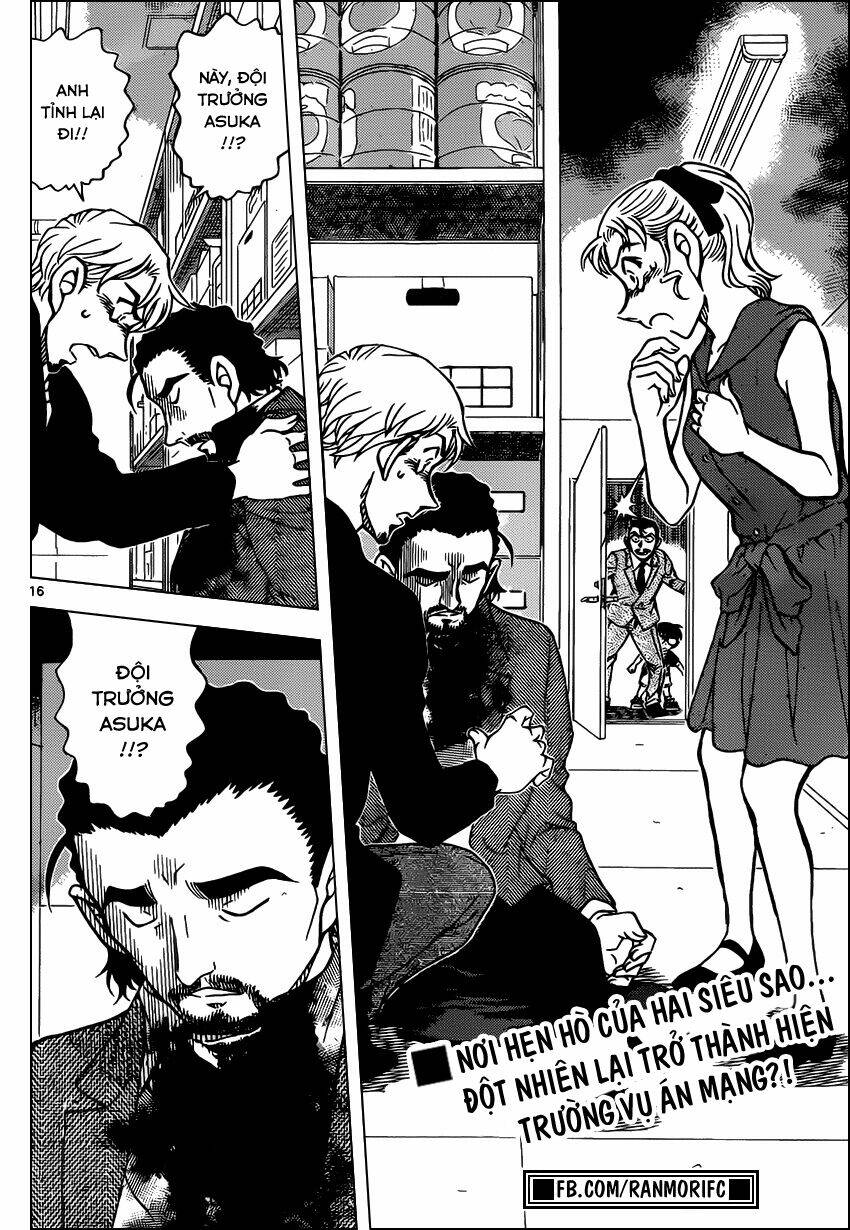 NÀY, ĐỘI
TRƯỞNG
ASUKA
!!?
ANH
TỈNH LẠI
ĐI!!
16
ĐỘI
TRƯỞNG
ASUKA
!!?
NƠI HẸN HÒ CỦA HAI SIÊU SAO...
ĐỘT NHIÊN LẠI TRỞ THÀNH HIỆN
TRƯỜNG VỤ ÁN MẠNG?!
FB.COM/RANMORIFC